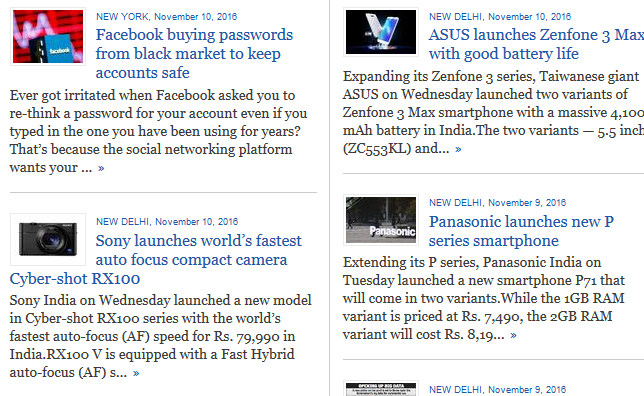 NEW YORK, November 10, 2016
Facebook buying passwords
from black market to keep
accounts safe
Ever got irritated when Facebook asked you to
re-think a password for your account even if you
typed in the one you have been using for years?
That's because the social networking platform
wants your ... »
NEW DELHI, November 10, 2016
Sony launches world's fastest
auto focus compact camera
Cyber-shot RX100
Sony India on Wednesday launched a new model
in Cyber-shot RX100 series with the world's
fastest auto-focus (AF) speed for Rs. 79,990 in
India.RX100 V is equipped with a Fast Hybrid
auto-focus (AF) s... »
NEW DELHI, November 10, 2016
ASUS launches Zenfone 3 Max
with good battery life
Expanding its Zenfone 3 series, Taiwanese giant
ASUS on Wednesday launched two variants of
Zenfone 3 Max smartphone with a massive 4,100
mAh battery in India.The two variants — 5.5 inch
(ZC553KL) and... »
NEW DELHI, November 9, 2016
Panasonic
Panasonic launches new P
series smartphone
Extending its P series, Panasonic India on
Tuesday launched a new smartphone P71 that
will come in two variants.While the 1GB RAM
variant is priced at Rs. 7,490, the 2GB RAM
variant will cost Rs. 8,19... »
OPENING UP BIG DATA
NEW DELHI, November 9, 2016